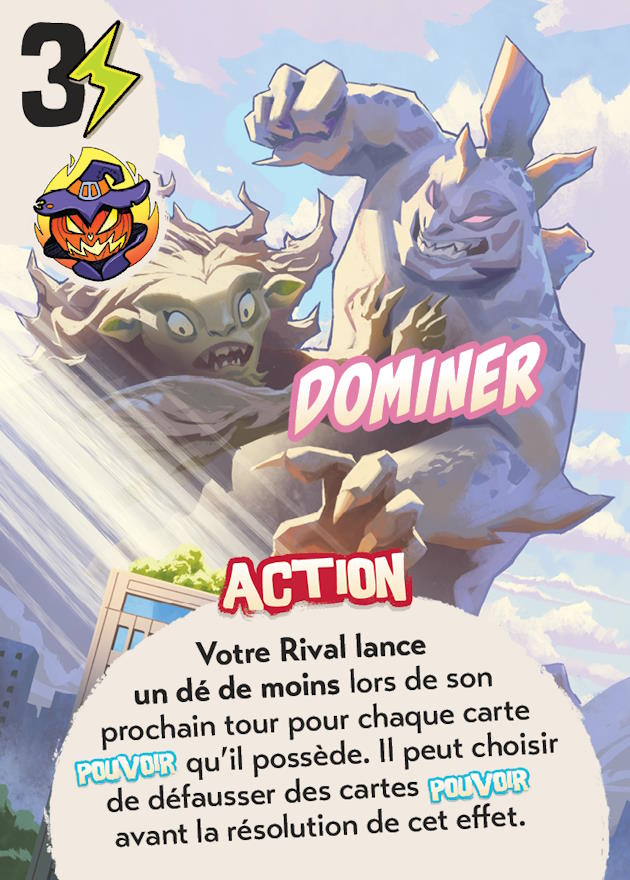 3
DOMINER
ACTION
Votre Rival lance
un dé de moins lors de son
prochain tour pour chaque carte
POUVOIR qu'il possède. Il peut choisir
de défausser des cartes POUVOIR
avant la résolution de cet effet.